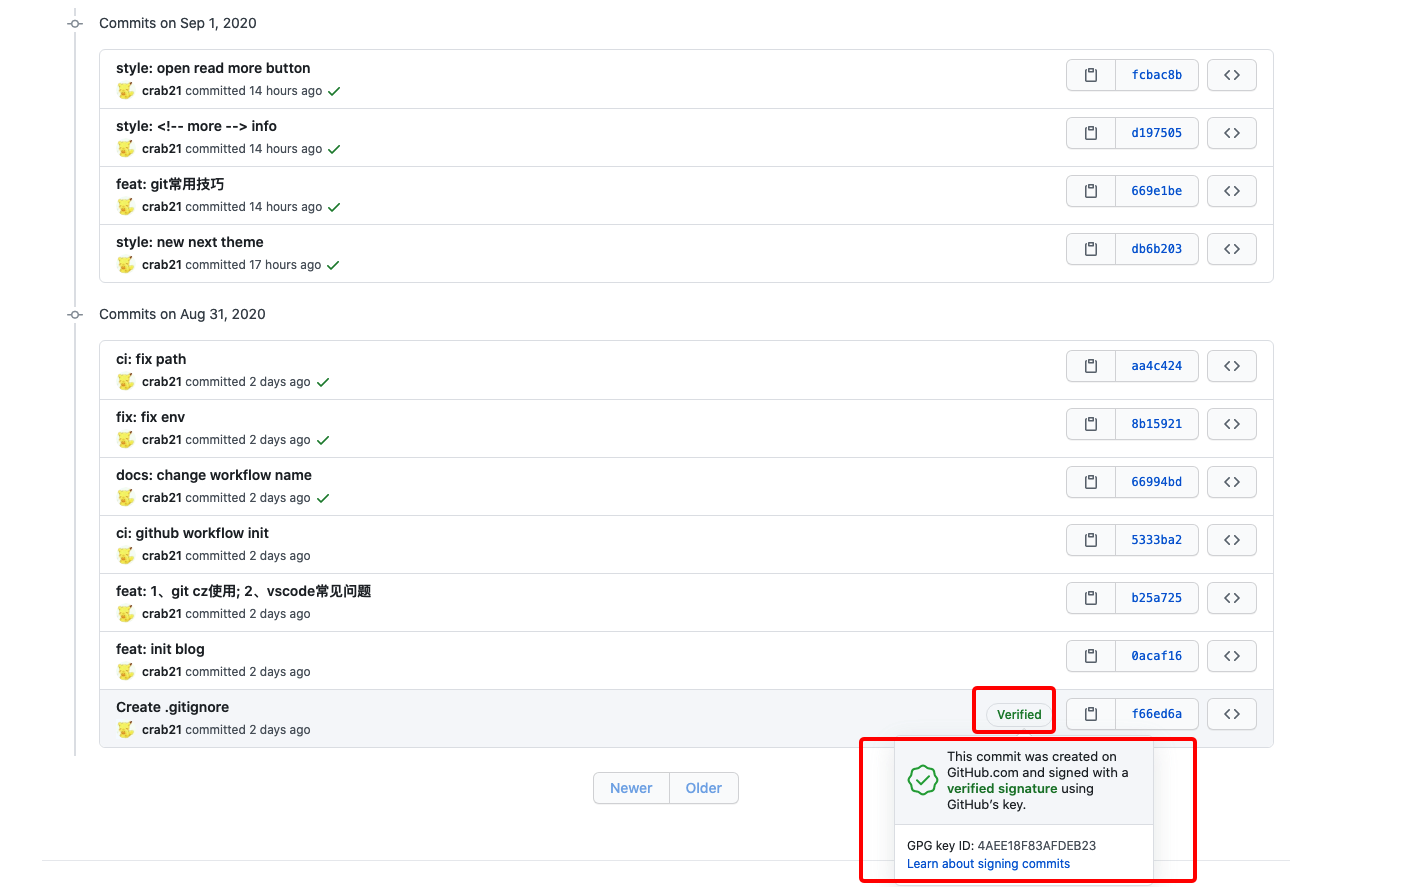 Commits on Sep 1, 2020
style: open read more button
fcbac8b
crab21 committed 14 hours ago
style: <!-- more --> info
d197505
crab21 committed 14 hours ago
feat: git常用技巧
669e1be
crab21 committed 14 hours ago
style: new next theme
db6b203
crab21 committed 17 hours ago
Commits on Aug 31, 2020
ci: fix path
aa4c424
crab21 committed 2 days ago
fix: fix env
8b15921
crab21 committed 2 days ago
docs: change workflow name
66994bd
crab21 committed 2 days ago
ci: github workflow init
5333ba2
crab21 committed 2 days ago
feat: 1、git cz使用; 2、vscode常见问题
b25a725
crab21 committed 2 days ago
feat: init blog
0acaf16
crab21 committed 2 days ago
Create .gitignore
Verified
f66ed6a
crab21 committed 2 days ago
This commit was created on
GitHub.com and signed with a
verified signature using
GitHub's key.
Newer Older
GPG key ID: 4AEE18F83AFDEB23
Learn about signing commits